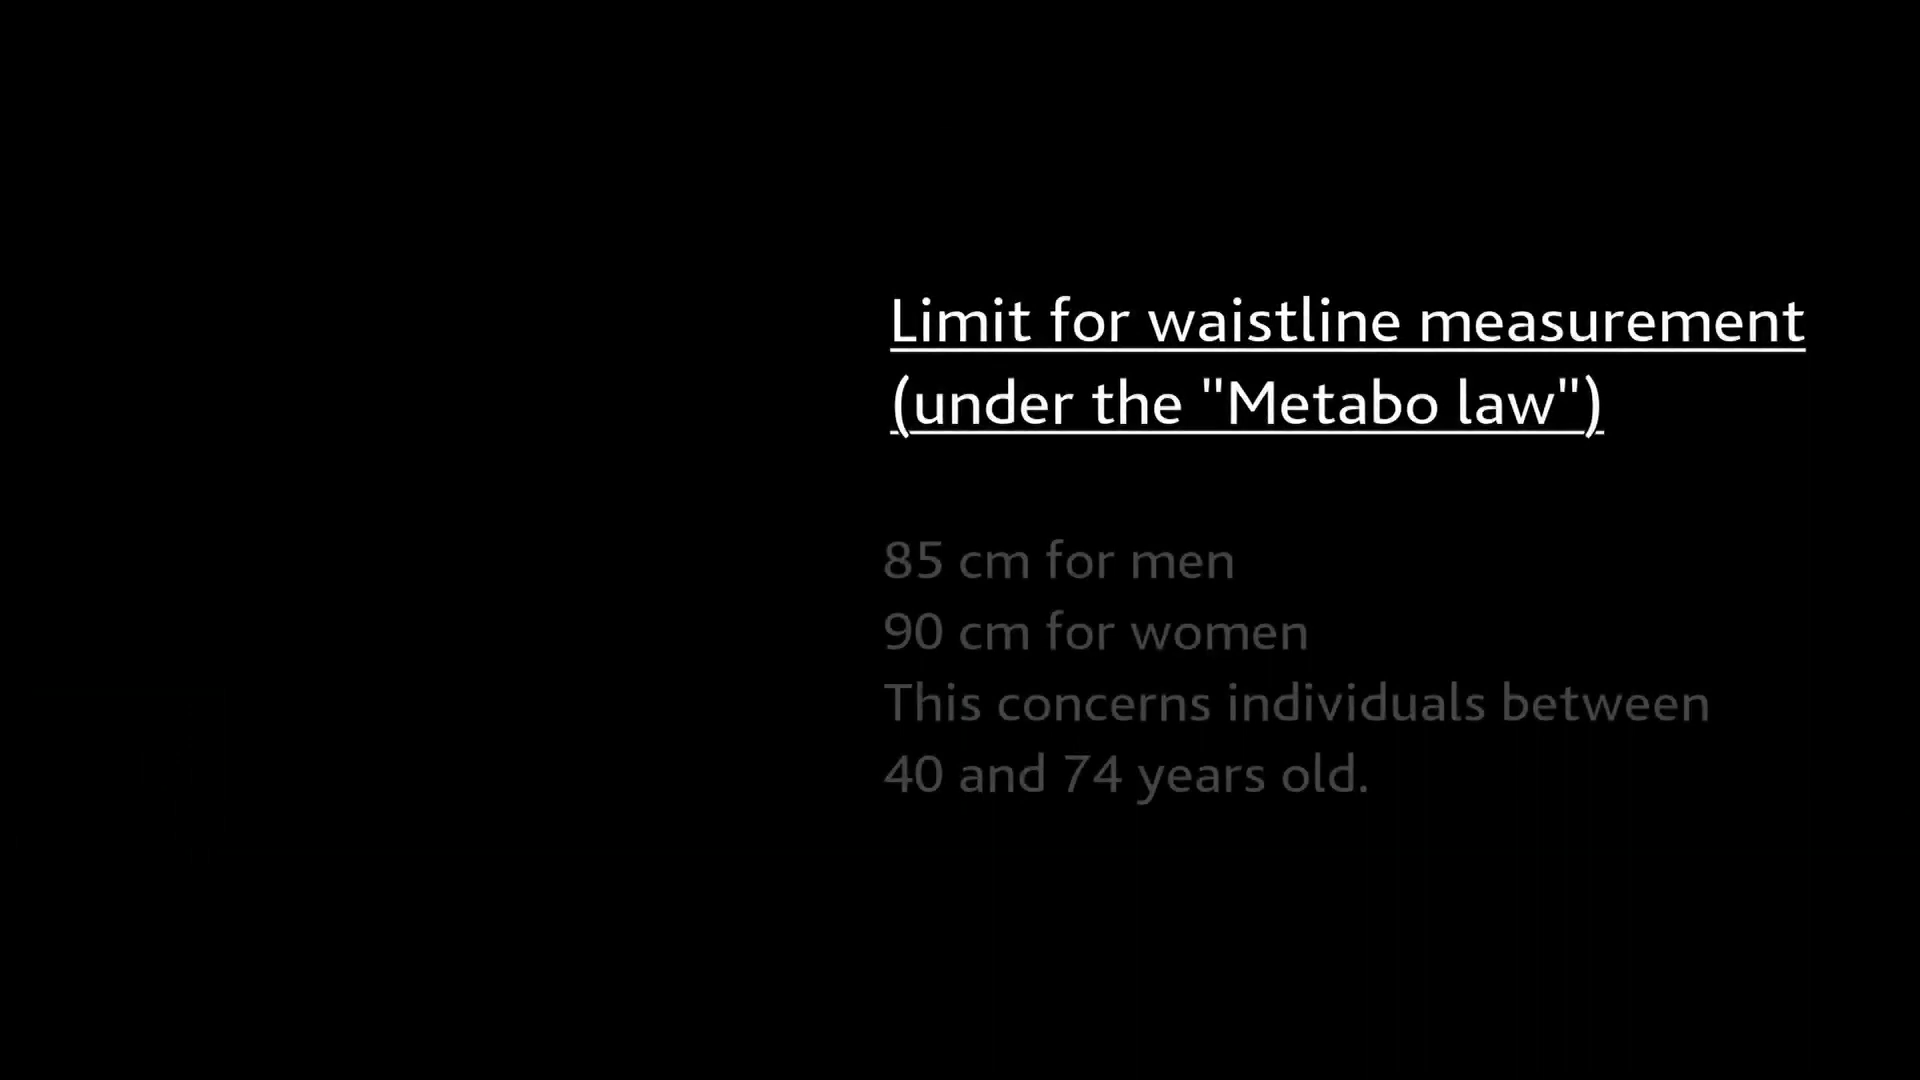 Limit for waistline measurement
(under the "Metabo law")
85 cm for men
90 cm for women
This concerns individuals between
40 and 74 years old.